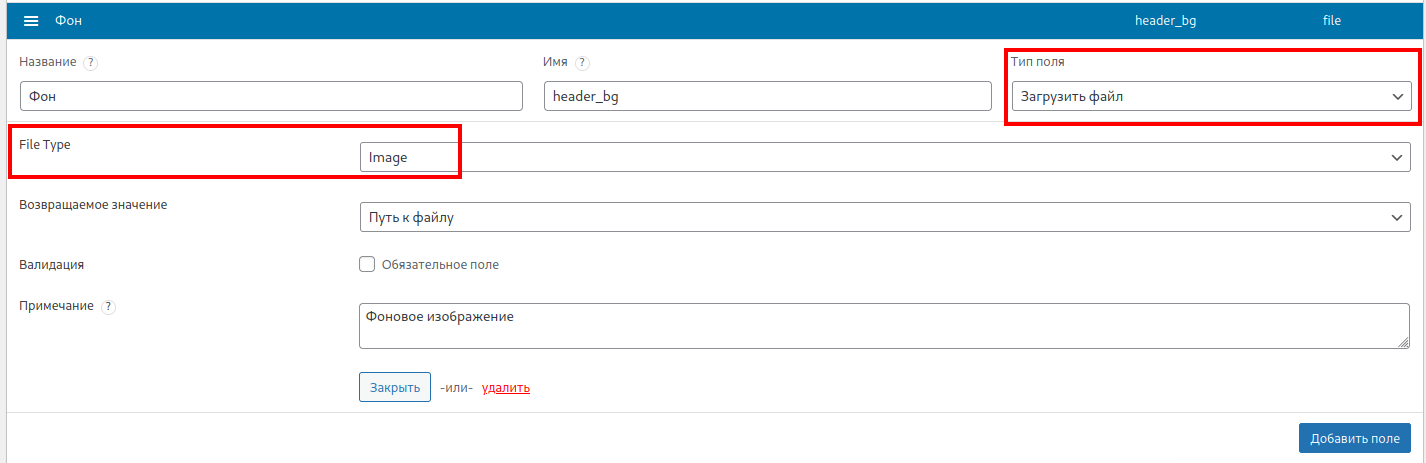 Фон header_bg file
Название ? Имя ? Тип поля
Фон header_bg Загрузить файл
File Type Image
Возвращаемое значение Путь к файлу
Валидация Обязательное поле
Примечание ? Фоновое изображение
Закрыть -или- удалить
Добавить поле